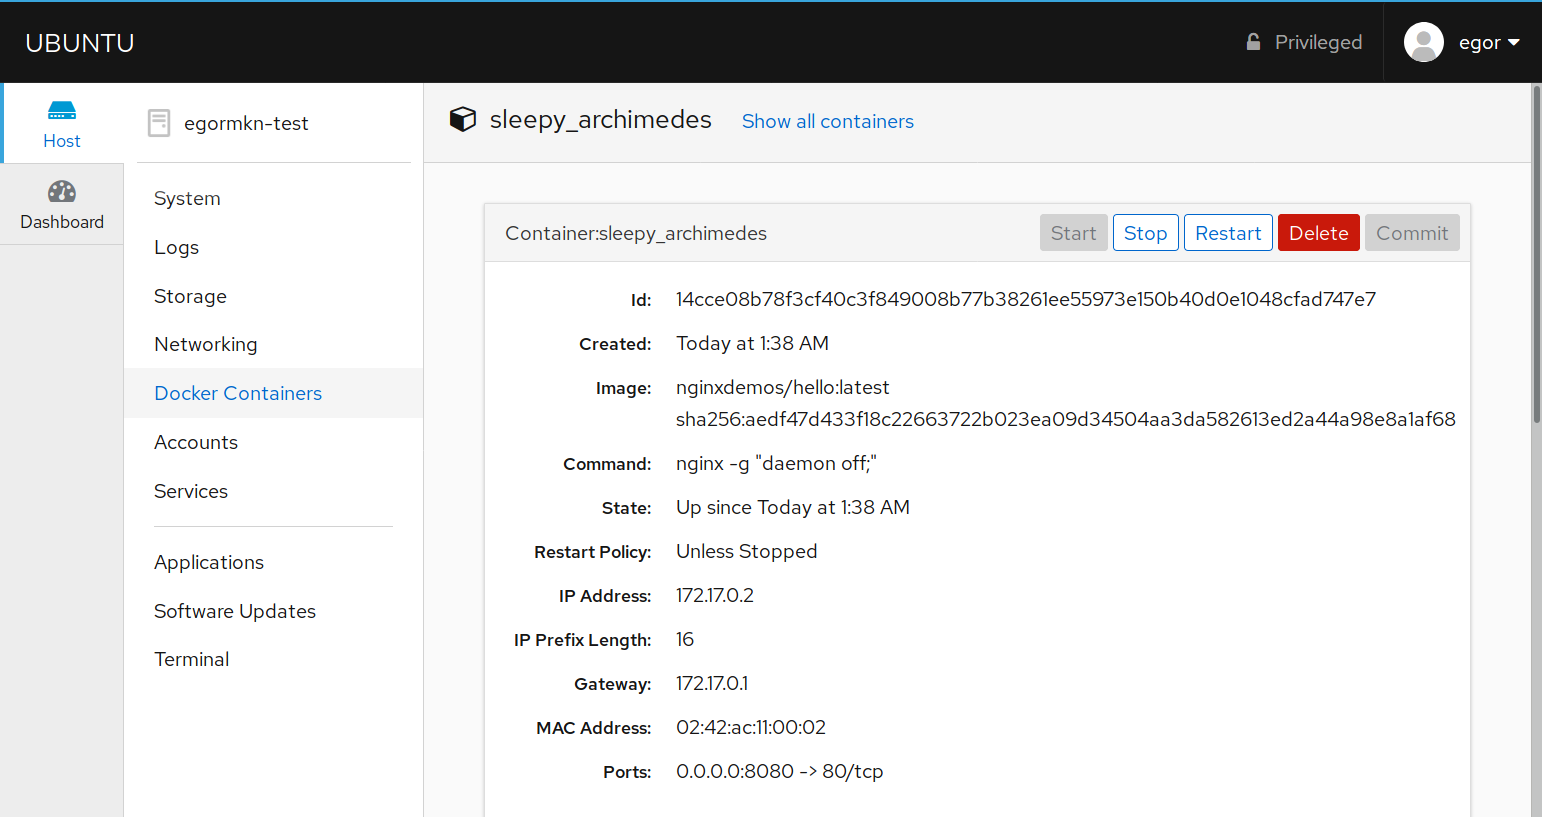 UBUNTU
Privileged
egor
Host
Dashboard
egormkn-test
System
Logs
Storage
Networking
Docker Containers
Accounts
Services
Applications
Software Updates
Terminal
sleepy_archimedes Show all containers
Container:sleepy_archimedes Start Stop Restart Delete Commit
Id: 14cce08b78f3cf40c3f849008b77b38261ee55973e150b40d0e1048cfad747e7
Created: Today at 1:38 AM
Image: nginxdemos/hello:latest
sha256:aedf47d433f18c22663722b023ea09d34504aa3da582613ed2a44a98e8a1af68
Command: nginx -g "daemon off;"
State: Up since Today at 1:38 AM
Restart Policy: Unless Stopped
IP Address: 172.17.0.2
IP Prefix Length: 16
Gateway: 172.17.0.1
MAC Address: 02:42:ac:11:00:02
Ports: 0.0.0.0:8080 -> 80/tcp